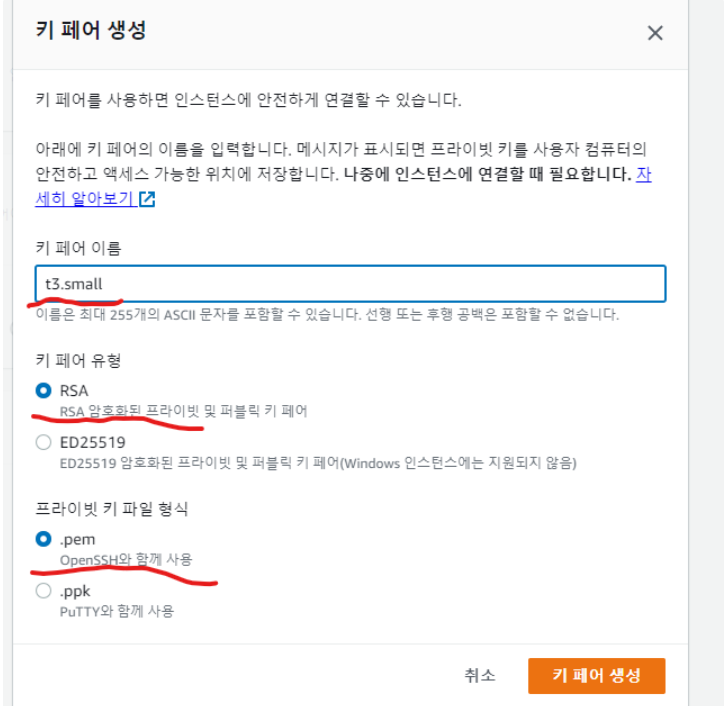 키 페어 생성
키 페어를 사용하면 인스턴스에 안전하게 연결할 수 있습니다.
아래에 키 페어의 이름을 입력합니다. 메시지가 표시되면 프라이빗 키를 사용자 컴퓨터의
안전하고 액세스 가능한 위치에 저장합니다. 나중에 인스턴스에 연결할 때 필요합니다. 자
세히 알아보기
키 페어 이름
t3.small
이름은 최대 255개의 ASCII 문자를 포함할 수 있습니다. 선행 또는 후행 공백은 포함할 수 없습니다.
키 페어 유형
RSA
RSA 암호화된 프라이빗 및 퍼블릭 키 페어
ED25519
ED25519 암호화된 프라이빗 및 퍼블릭 키 페어(Windows 인스턴스에는 지원되지 않음)
프라이빗 키 파일 형식
.pem
OpenSSH와 함께 사용
.ppk
PuTTY와 함께 사용
취소
키 페어 생성